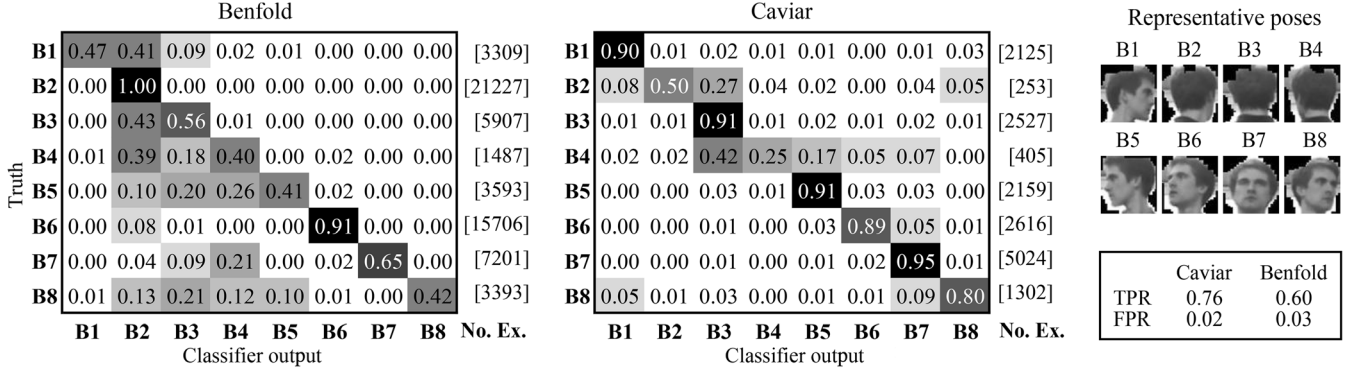 Benfold
B1 0.47 0.41 0.09 0.02 0.01 0.00 0.00 0.00 [3309]
B2 0.00 1.00 0.00 0.00 0.00 0.00 0.00 0.00 [21227]
B3 0.00 0.43 0.56 0.01 0.00 0.00 0.00 0.00 [5907]
B4 0.01 0.39 0.18 0.40 0.00 0.02 0.00 0.00 [1487]
B5 0.00 0.10 0.20 0.26 0.41 0.02 0.00 0.00 [3593]
B6 0.00 0.08 0.01 0.00 0.00 0.91 0.00 0.00 [15706]
B7 0.00 0.04 0.09 0.21 0.00 0.02 0.65 0.00 [7201]
B8 0.01 0.13 0.21 0.12 0.10 0.01 0.00 0.42 [3393]
B1 B2 B3 B4 B5 B6 B7 B8 No. Ex.
Truth
Classifier output
Caviar
B1 0.90 0.01 0.02 0.01 0.01 0.00 0.01 0.03 [2125]
B2 0.08 0.50 0.27 0.04 0.02 0.00 0.04 0.05 [253]
B3 0.01 0.01 0.91 0.01 0.02 0.01 0.02 0.01 [2527]
B4 0.02 0.02 0.42 0.25 0.17 0.05 0.07 0.00 [405]
B5 0.00 0.00 0.03 0.01 0.91 0.03 0.03 0.00 [2159]
B6 0.00 0.00 0.01 0.00 0.03 0.89 0.05 0.01 [2616]
B7 0.00 0.00 0.01 0.00 0.01 0.02 0.95 0.01 [5024]
B8 0.05 0.01 0.03 0.00 0.01 0.01 0.09 0.80 [1302]
B1 B2 B3 B4 B5 B6 B7 B8 No. Ex.
Classifier output
Representative poses
B1 B2 B3 B4
B5 B6 B7 B8
Caviar Benfold
TPR 0.76 0.60
FPR 0.02 0.03